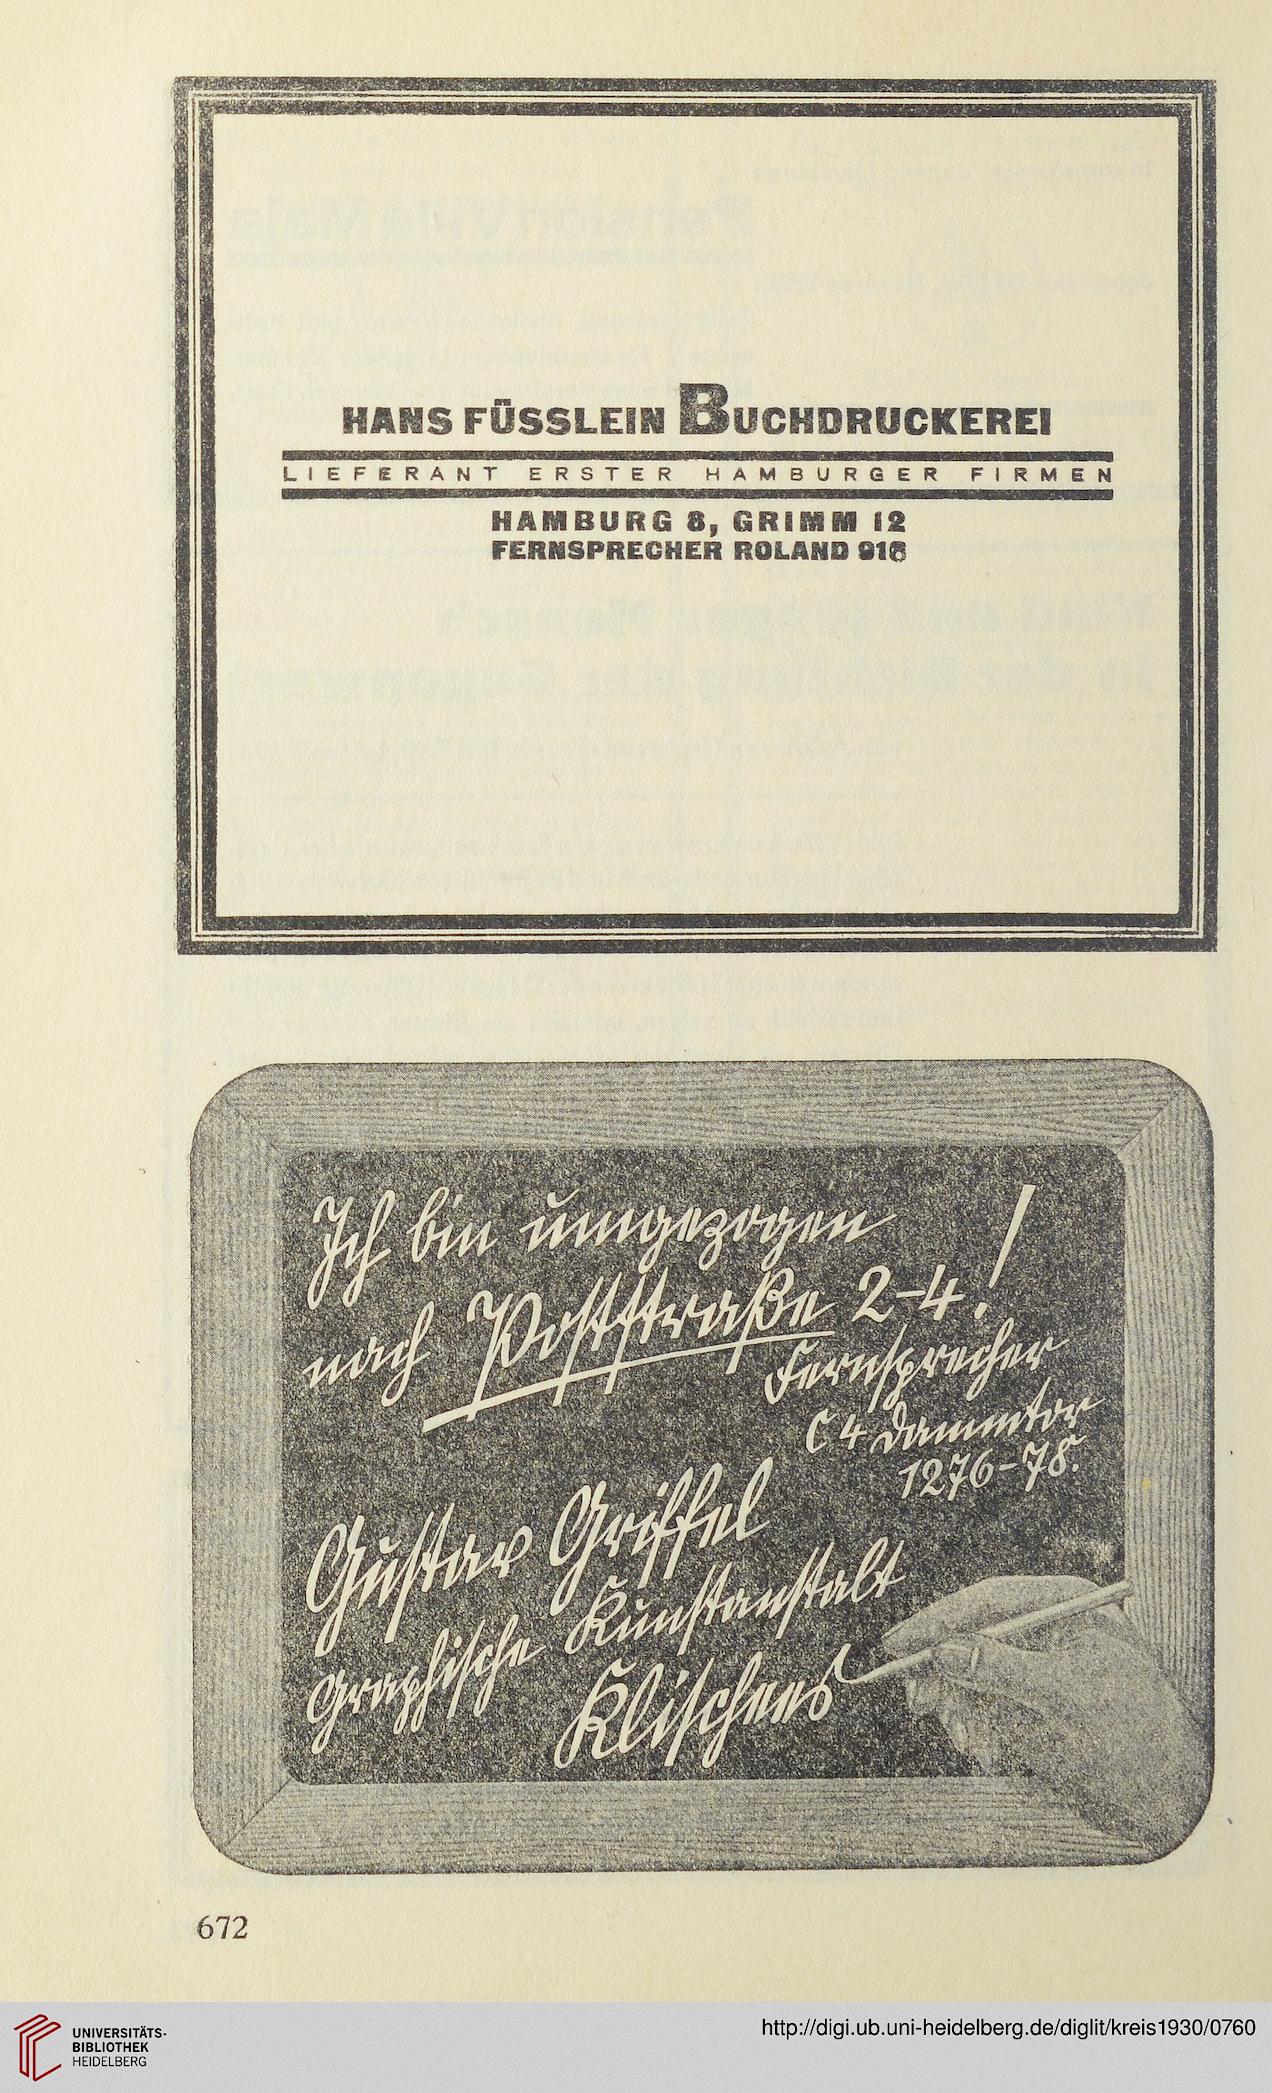 HANS FÜSSLEIN BUCHDRUCKEREI
LIEFERANT ERSTER HAMBURGER FIRMEN
HAMBURG 8, GRIMM 12
FERNSPRECHER ROLAND 916
Ich bin umgezogen
nach Poststraße 2-4.!
Fernsprecher
C 4 Dammtor
1276-78.
Gustav Griffel
Graphische Kunstanstalt
Klischees
672
UNIVERSITÄTS-
BIBLIOTHEK
HEIDELBERG
http://digi.ub.uni-heidelberg.de/diglit/kreis1930/0760